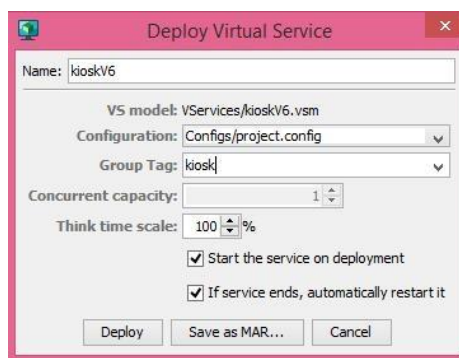 Deploy Virtual Service
Name: kioskV6
VS model: VServices/kioskV6.vsm
Configuration: Configs/project.config
Group Tag: kiosk
Concurrent capacity: 1
Think time scale: 100 %
Start the service on deployment
If service ends, automatically restart it
Deploy Save as MAR... Cancel